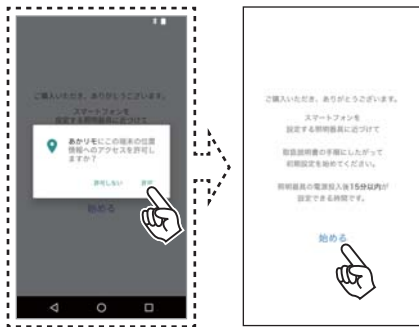 ご購入いただき、ありがとうございます。
スマートフォンを
設定する照明器具に近づけて
あかりモにこの端末の位置
情報へのアクセスを許可し
ますか？
許可しない
許可
始める
ご購入いただき、ありがとうございます。
スマートフォンを
設定する照明器具に近づけて
取扱説明書の手順にしたがって
初期設定を始めてください。
照明器具の電源投入後15分以内が
設定できる時間です。
始める